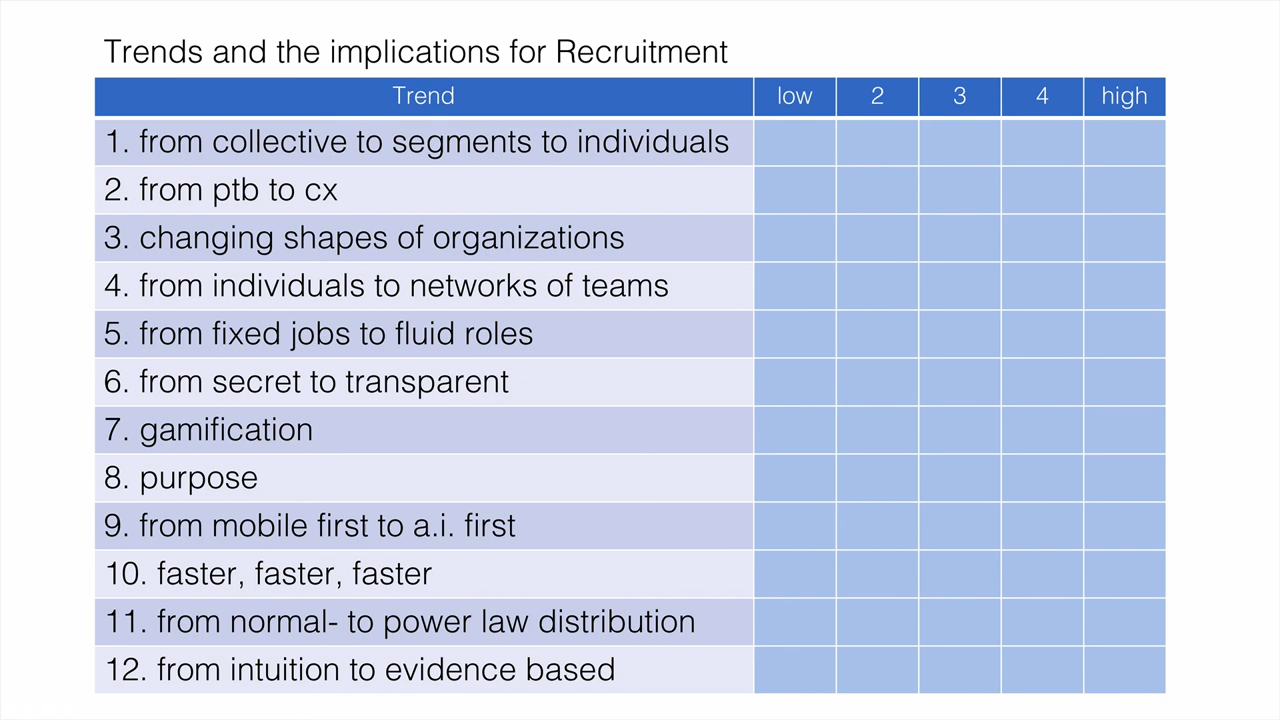 Trends and the implications for Recruitment
Trend low 2 3 4 high
1. from collective to segments to individuals
2. from ptb to cx
3. changing shapes of organizations
4. from individuals to networks of teams
5. from fixed jobs to fluid roles
6. from secret to transparent
7. gamification
8. purpose
9. from mobile first to a.i. first
10. faster, faster, faster
11. from normal- to power law distribution
12. from intuition to evidence based